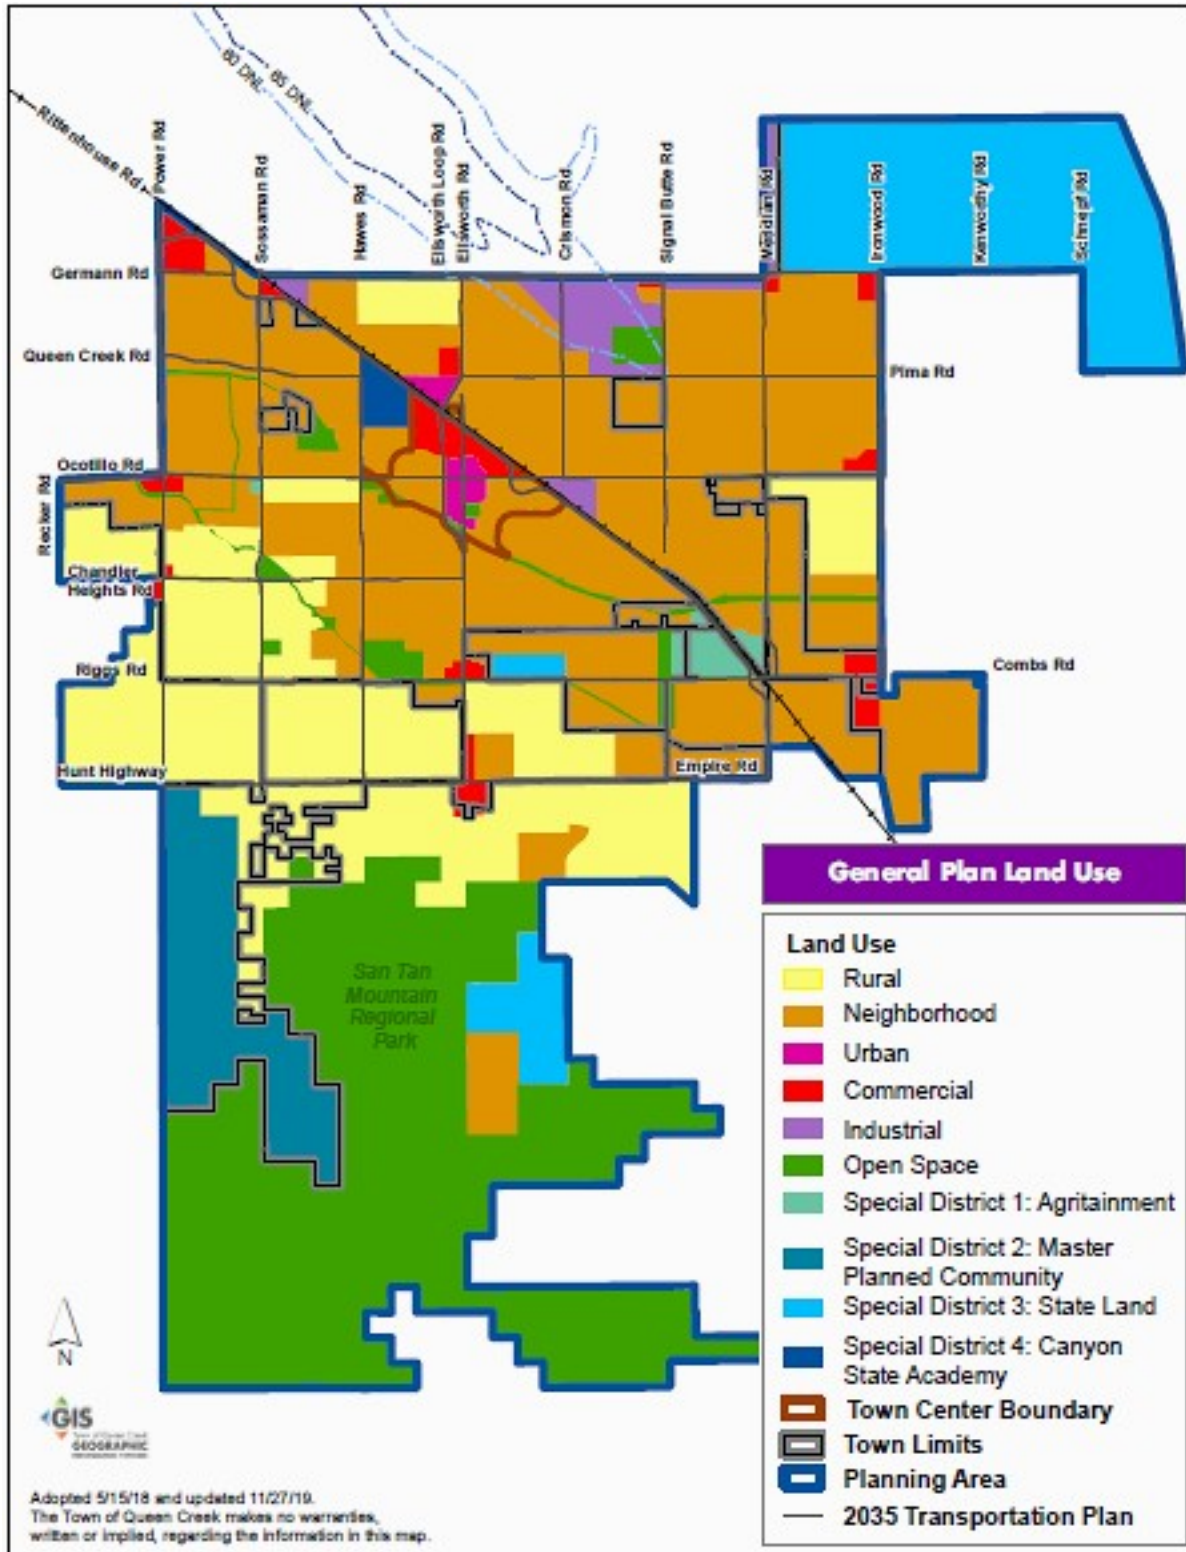 60 DNL
65 DNL
Rittenhouse Rd
Power Rd
Sossaman Rd
Hawes Rd
Ellsworth Loop Rd
Ellsworth Rd
Crismon Rd
Signal Butte Rd
Meridian Rd
Ironwood Rd
Kenworthy Rd
Schnepf Rd
Germann Rd
Queen Creek Rd
Pima Rd
Ocotillo Rd
Recker Rd
Chandler
Heights Rd
Riggs Rd
Combs Rd
Hunt Highway
Empire Rd
San Tan
Mountain
Regional
Park
General Plan Land Use
Land Use
Rural
Neighborhood
Urban
Commercial
Industrial
Open Space
Special District 1: Agritainment
Special District 2: Master
Planned Community
Special District 3: State Land
Special District 4: Canyon
State Academy
Town Center Boundary
Town Limits
Planning Area
2035 Transportation Plan
N
GIS
Town of Queen Creek
GEOGRAPHIC
Adopted 5/15/18 and updated 11/27/19.
The Town of Queen Creek makes no warranties,
written or implied, regarding the information in this map.